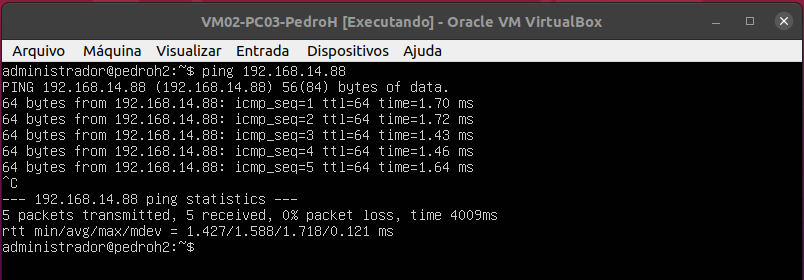 VM02-PC03-PedroH [Executando] - Oracle VM VirtualBox
Arquivo Máquina Visualizar Entrada Dispositivos Ajuda
administrador@pedroh2:~$ ping 192.168.14.88
PING 192.168.14.88 (192.168.14.88) 56(84) bytes of data.
64 bytes from 192.168.14.88: icmp_seq=1 ttl=64 time=1.70 ms
64 bytes from 192.168.14.88: icmp_seq=2 ttl=64 time=1.72 ms
64 bytes from 192.168.14.88: icmp_seq=3 ttl=64 time=1.43 ms
64 bytes from 192.168.14.88: icmp_seq=4 ttl=64 time=1.46 ms
64 bytes from 192.168.14.88: icmp_seq=5 ttl=64 time=1.64 ms
^C
--- 192.168.14.88 ping statistics ---
5 packets transmitted, 5 received, 0% packet loss, time 4009ms
rtt min/avg/max/mdev = 1.427/1.588/1.718/0.121 ms
administrador@pedroh2:~$